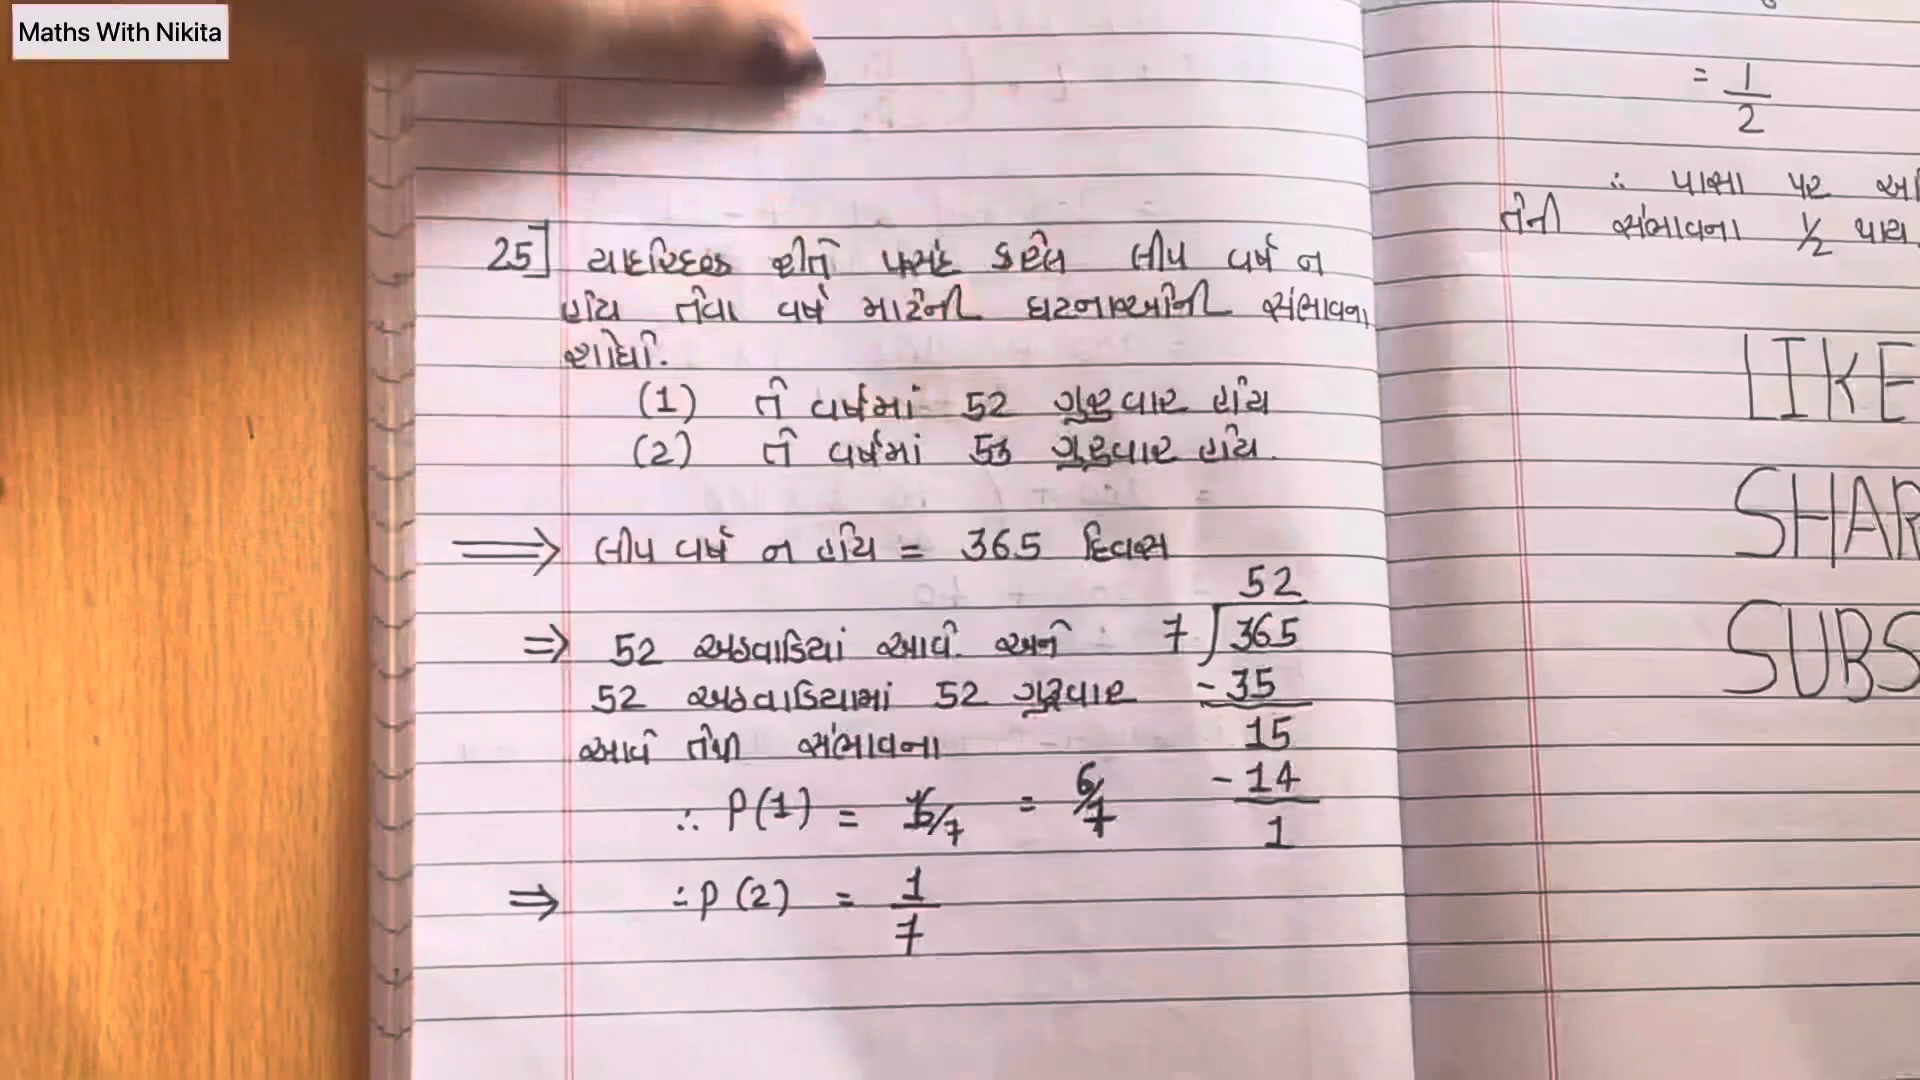 Maths With Nikita
25] યાદચ્છિક રીતે પસંદ કરેલ લીપ વર્ષ ન
હોય તેવા વર્ષ માટેની ઘટનાઓની સંભાવના
શોધો.
(1) તે વર્ષમાં 52 ગુરુવાર હોય
(2) તે વર્ષમાં 53 ગુરુવાર હોય.
⟹ લીપ વર્ષ ન હોય = 365 દિવસ
52
⇒ 52 અઠવાડિયાં આવે. અને 7 ) 365
52 અઠવાડિયામાં 52 ગુરૂવાર - 35
આવે તેથી સંભાવના 15
- 14
∴ P(1) = = 6/7
1
⇒ ∴ P (2) = 1/7
= 1/2
∴ પાસા પર
તેની સંભાવના 1/2 થાય.
LIKE
SHAR
SUBS